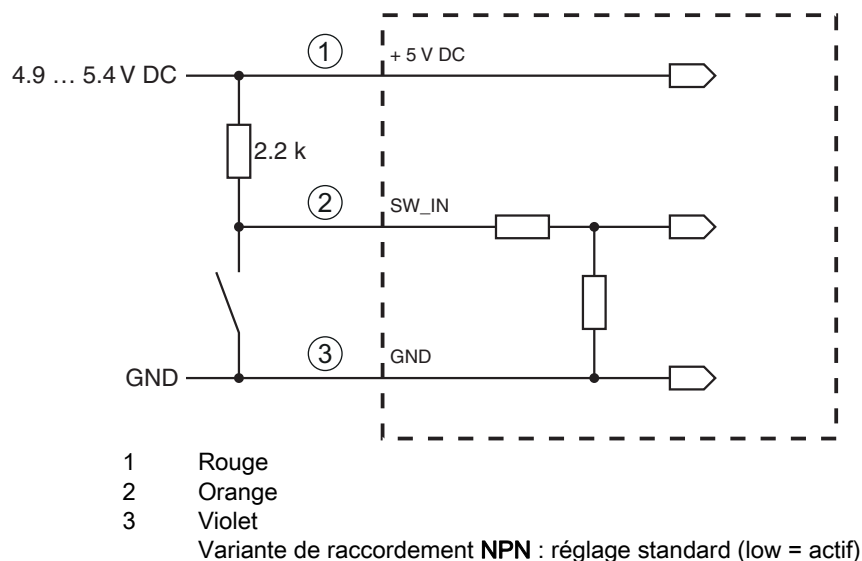 ① + 5 V DC
4.9 … 5.4 V DC
2.2 k
② SW_IN
③ GND
GND
1 Rouge
2 Orange
3 Violet
Variante de raccordement NPN : réglage standard (low = actif)